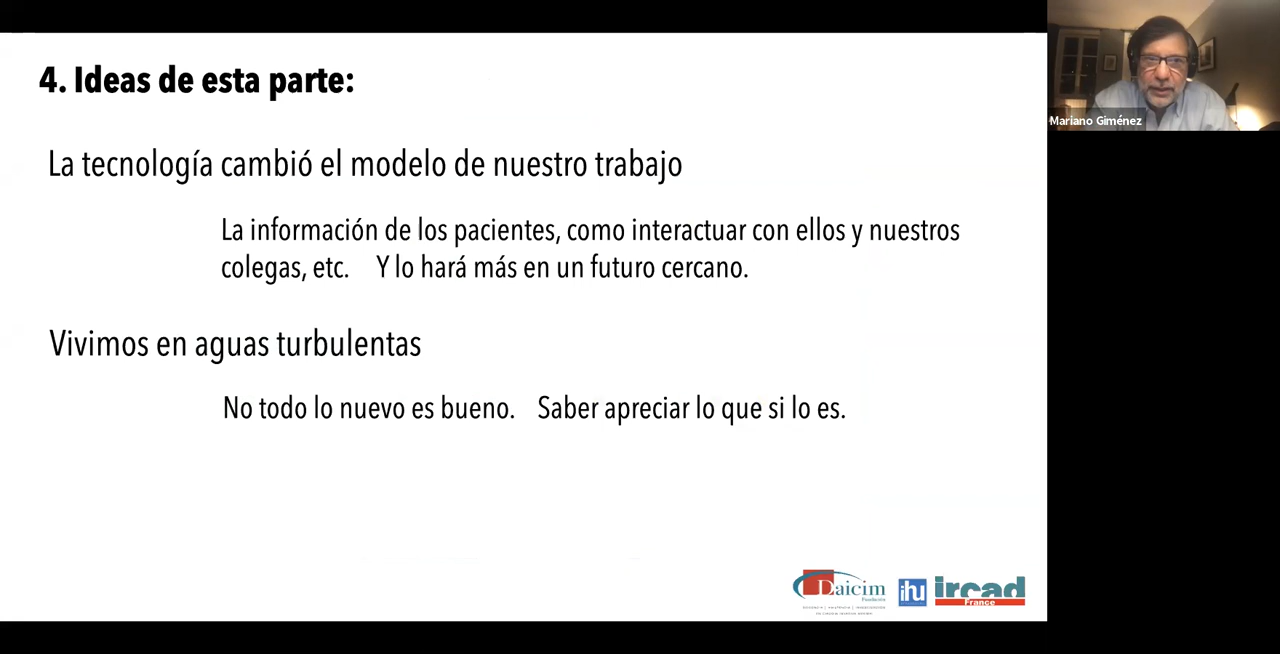 4. Ideas de esta parte:
La tecnología cambió el modelo de nuestro trabajo
La información de los pacientes, como interactuar con ellos y nuestros
colegas, etc. Y lo hará más en un futuro cercano.
Vivimos en aguas turbulentas
No todo lo nuevo es bueno. Saber apreciar lo que si lo es.
Mariano Giménez
Daicim
Fundación
ihu
ircad
France